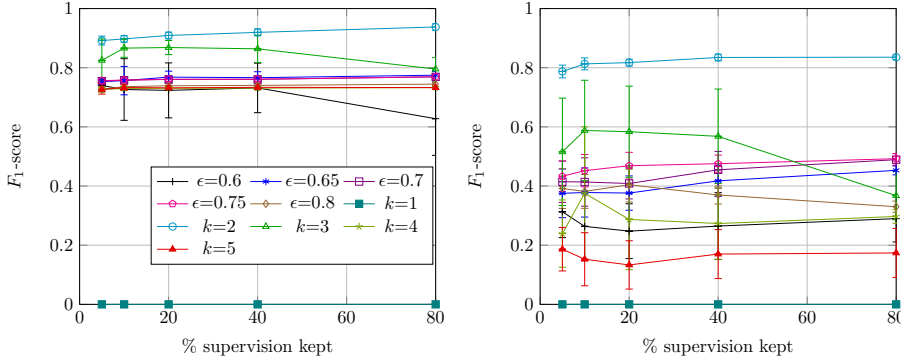 1
0.8
0.6
0.4
0.2
0
F1-score
ϵ=0.6 ϵ=0.65 ϵ=0.7
ϵ=0.75 ϵ=0.8 k=1
k=2 k=3 k=4
k=5
0 20 40 60 80
% supervision kept
1
0.8
0.6
0.4
0.2
0
F1-score
0 20 40 60 80
% supervision kept